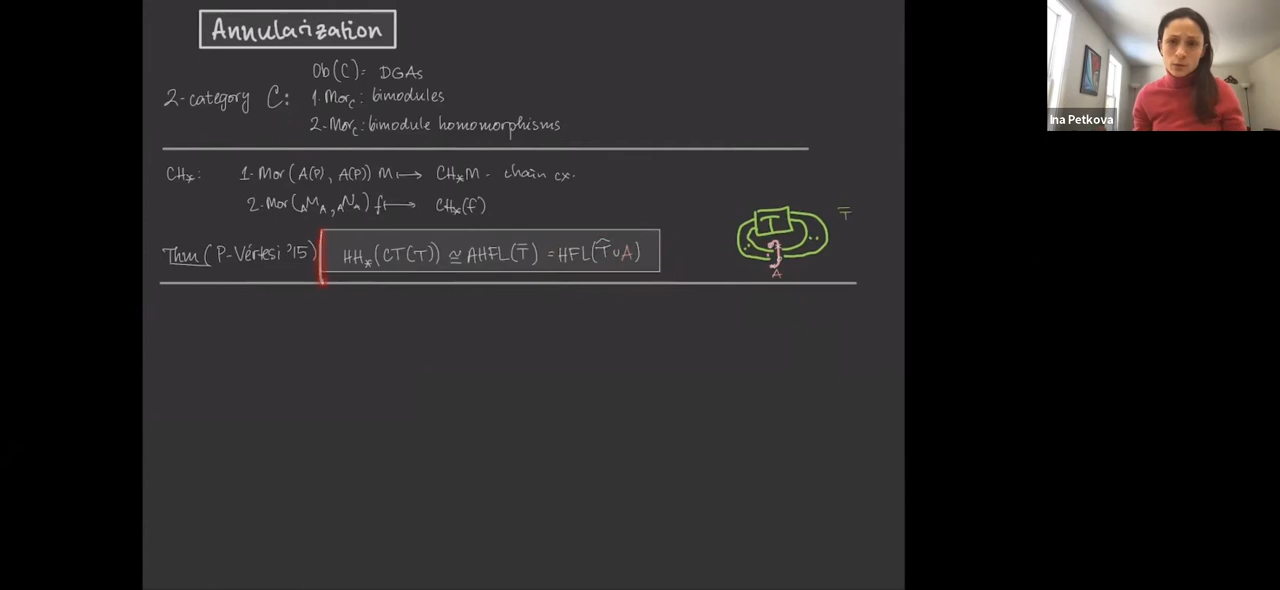 Annularization
Ob(C) = DGAs
2-category C: 1-Mor_C: bimodules
2-Mor_C: bimodule homomorphisms
CH_*: 1-Mor(A(P), A(P)) M ↦ CH_*M - chain cx.
2-Mor(_AM_A, _AN_A) f ↦ CH_*(f)
Thm (P-Vértesi '15) HH_*(CT(T)) ≅ AHFL(T̄) = HFL(T̂ ∪ A)
T
T̄
A
Ina Petkova